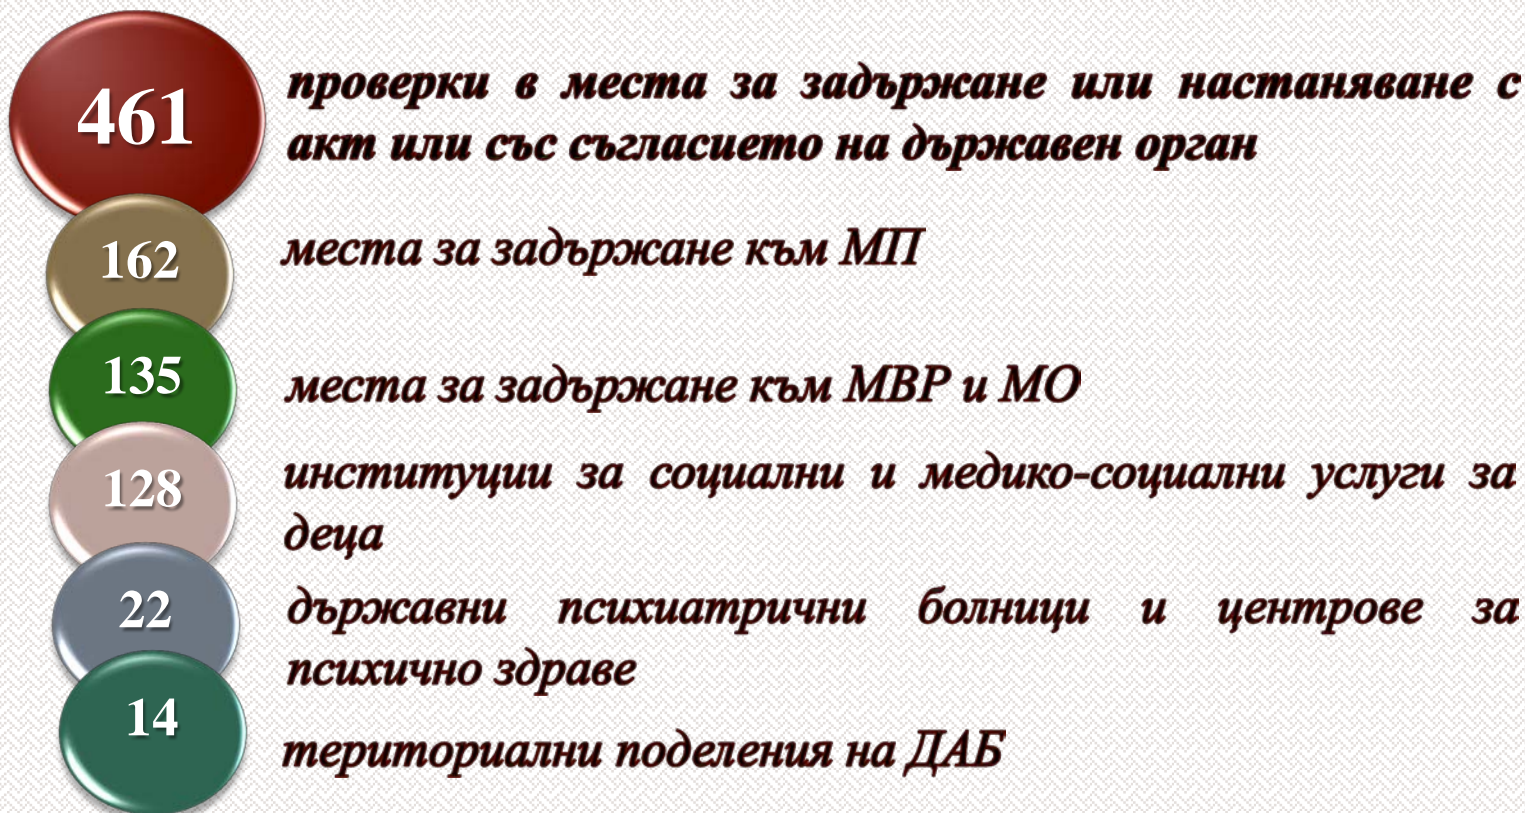 461
проверки в места за задържане или настаняване с
акт или със съгласието на държавен орган
162
места за задържане към МП
135
места за задържане към МВР и МО
128
институции за социални и медико-социални услуги за
деца
22
държавни психиатрични болници и центрове за
психично здраве
14
териториални поделения на ДАБ